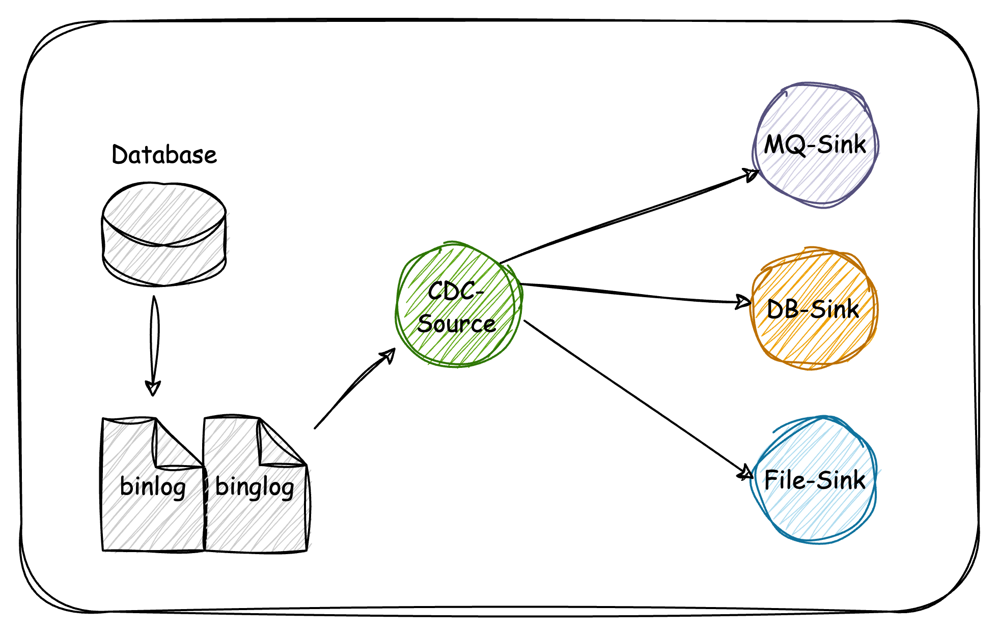 Database
binlog
binglog
CDC-
Source
MQ-Sink
DB-Sink
File-Sink